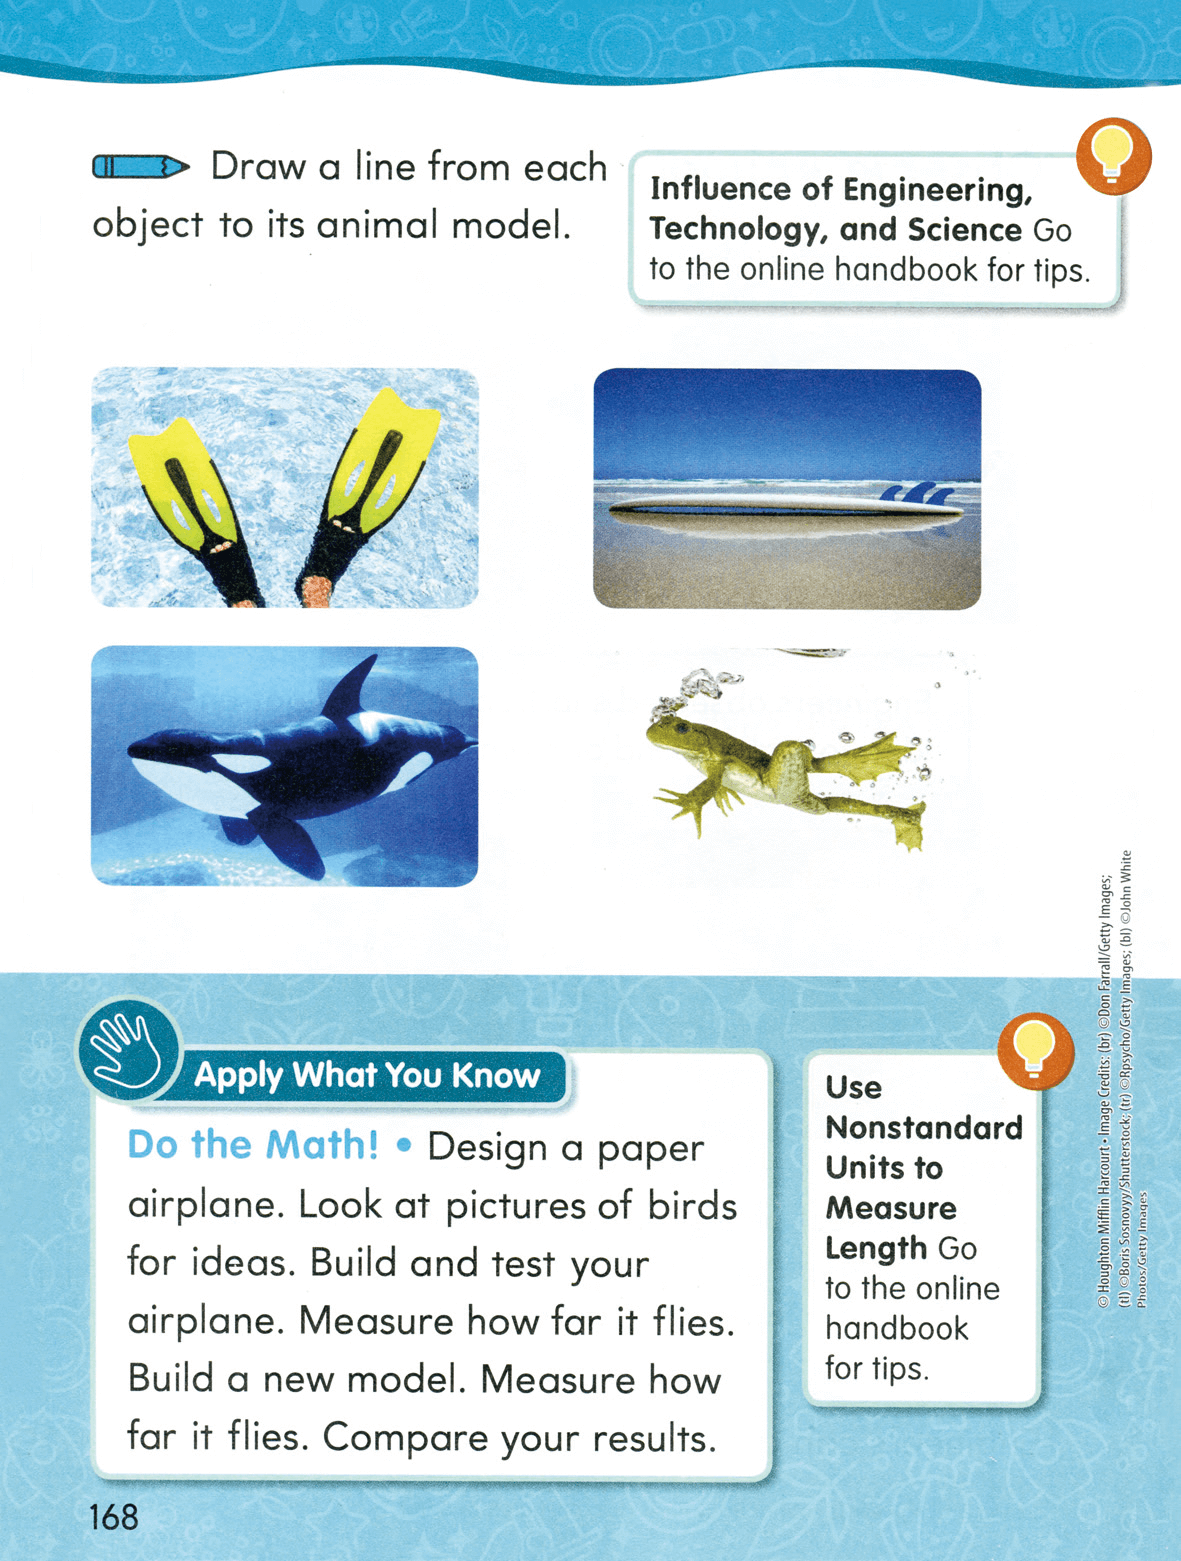 Draw a line from each
object to its animal model.
Influence of Engineering,
Technology, and Science Go
to the online handbook for tips.
Apply What You Know
Do the Math! • Design a paper
airplane. Look at pictures of birds
for ideas. Build and test your
airplane. Measure how far it flies.
Build a new model. Measure how
far it flies. Compare your results.
Use
Nonstandard
Units to
Measure
Length Go
to the online
handbook
for tips.
© Houghton Mifflin Harcourt • Image Credits: (br) ©Don Farrall/Getty Images;
(tl) ©Boris Sosnovyy/Shutterstock; (tr) ©Rpsycho/Getty Images; (bl) ©John White
Photos/Getty Images
168